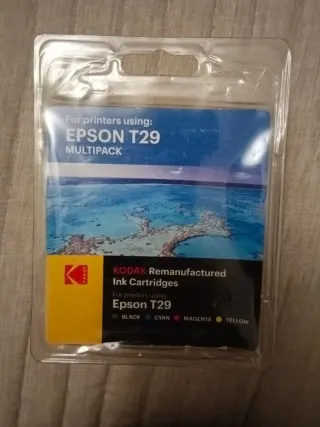 For printers using:
EPSON T29
MULTIPACK
KODAK Remanufactured
Ink Cartridges
For printers using:
Epson T29
BLACK CYAN MAGENTA YELLOW
KODAK